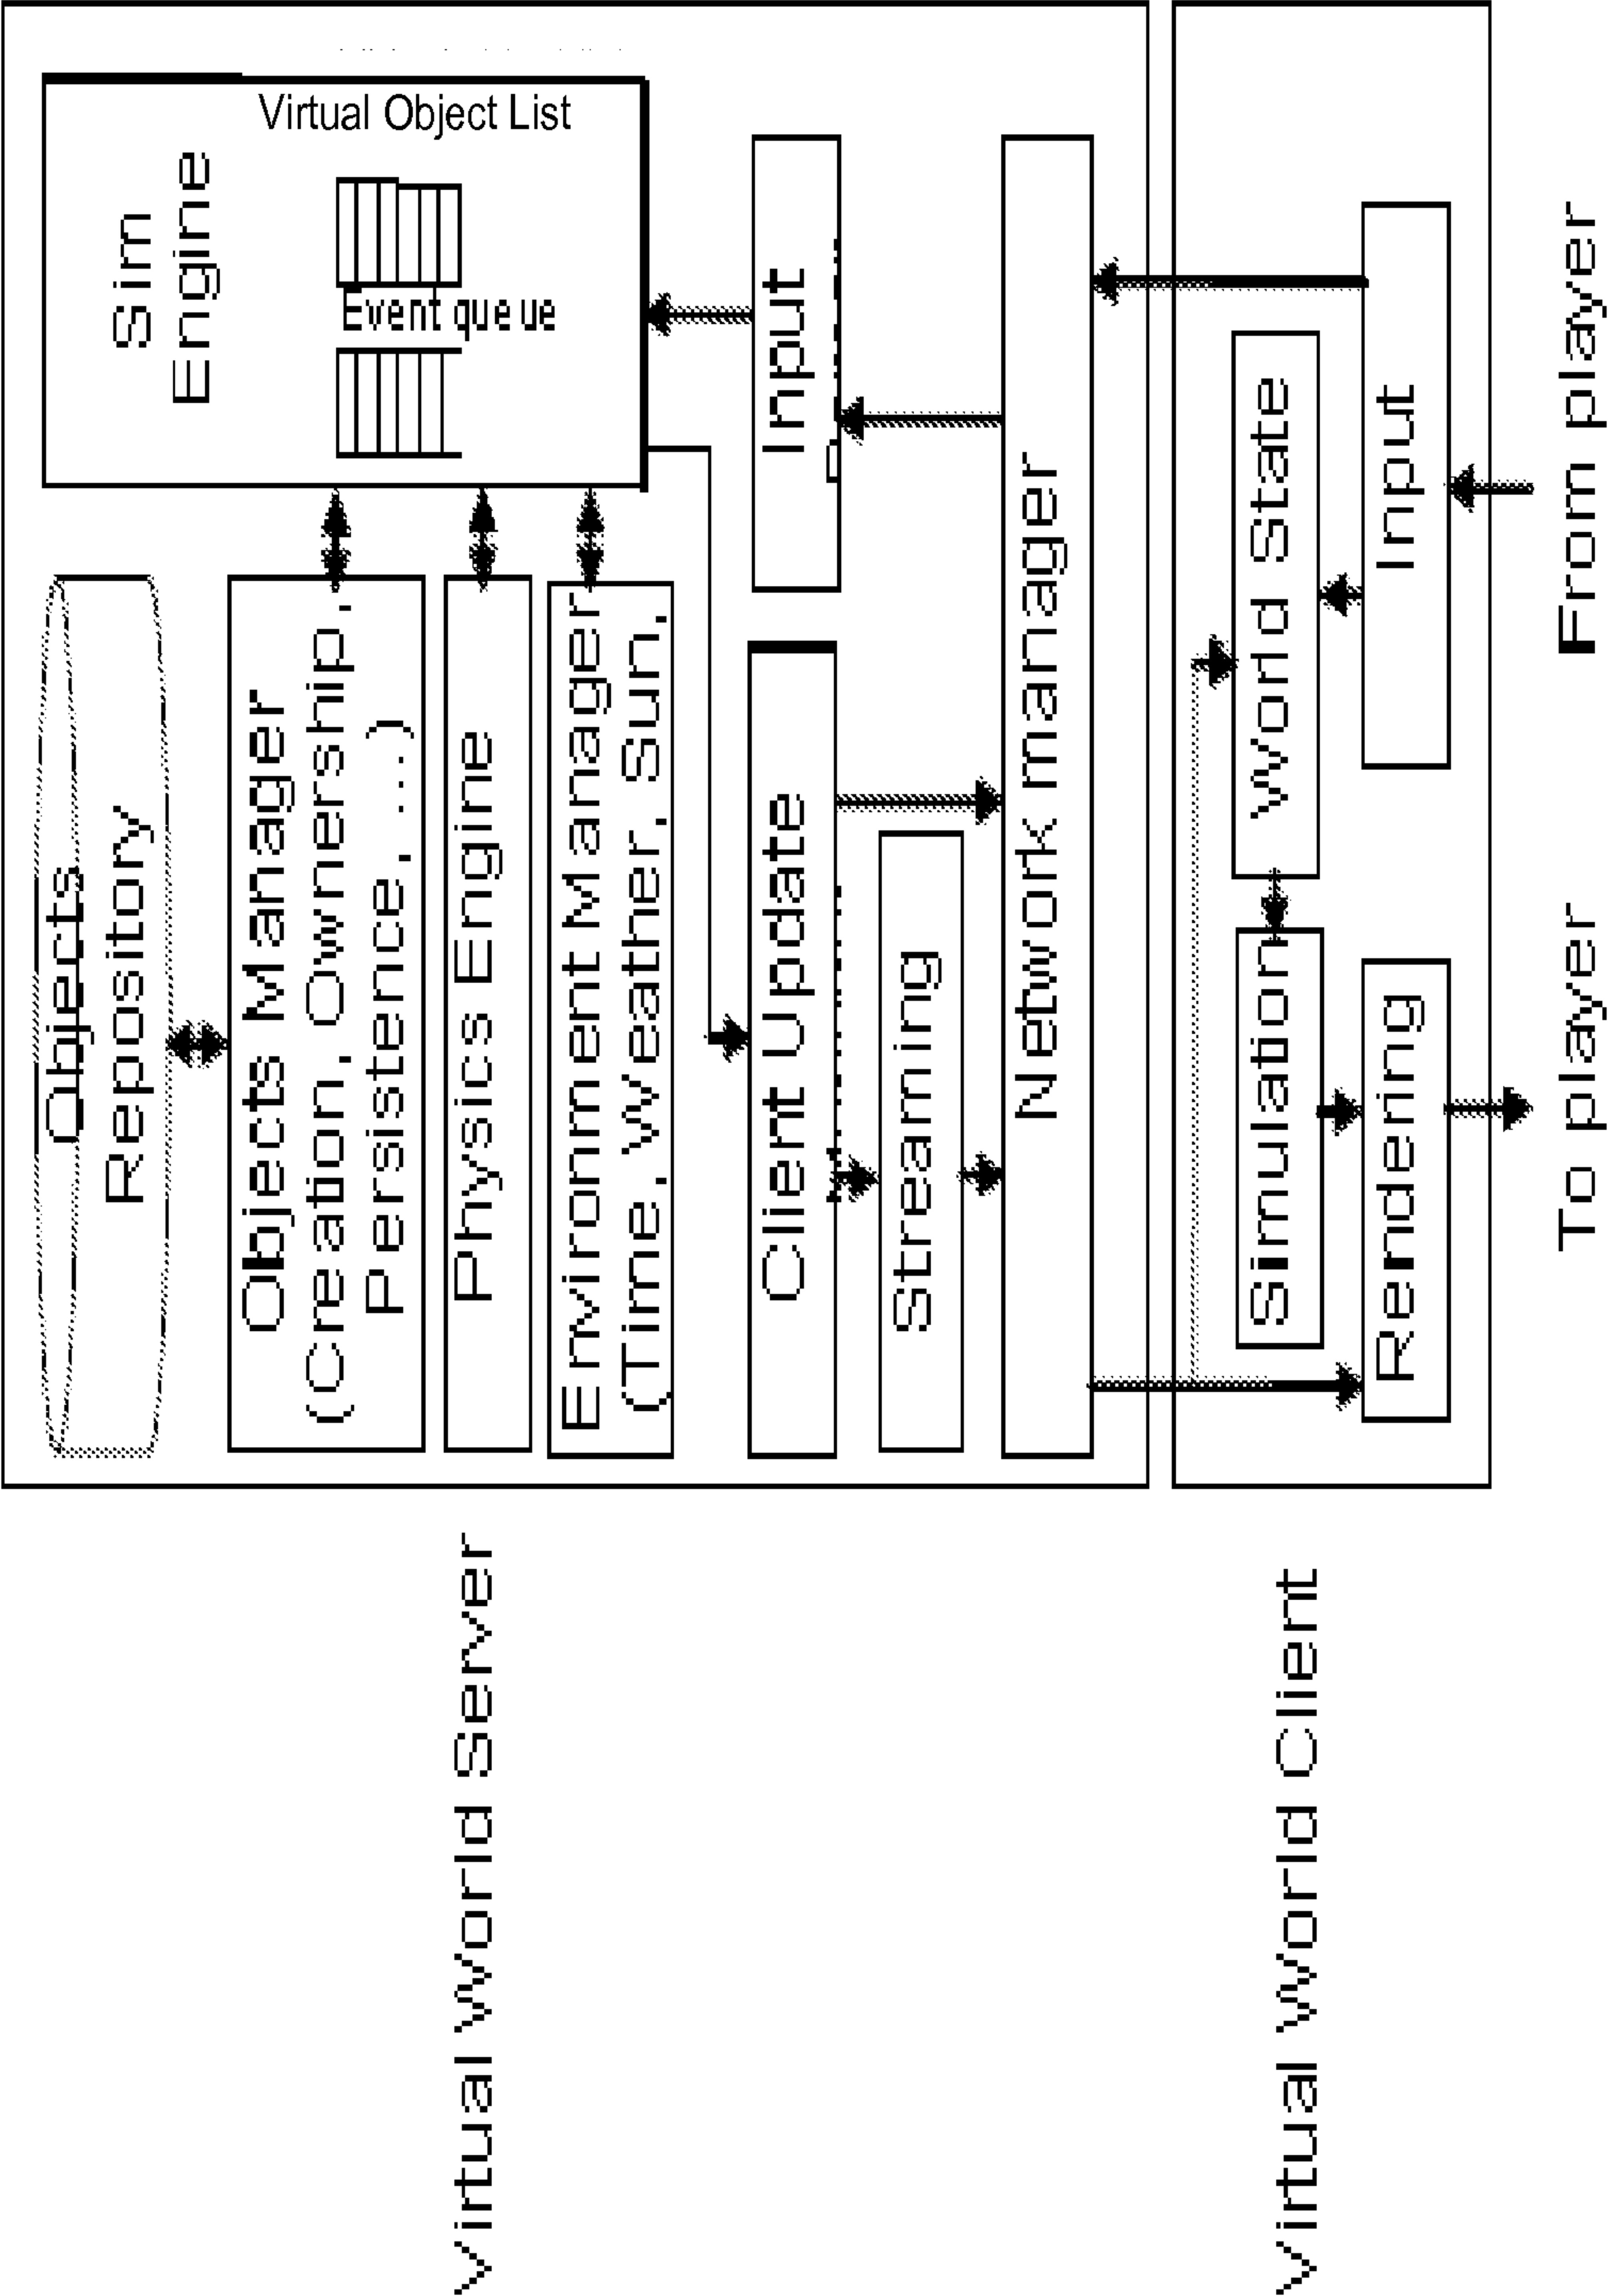 Virtual World Server
Objects
Repository
Objects Manager
(Creation, Ownership,
Persistence, ...)
Physics Engine
Environment Manager
(Time, Weather, Sun,
Sim
Engine
Virtual Object List
Event queue
Client Update
Input
Streaming
Network manager
Virtual World Client
Simulation
World State
Rendering
Input
To player
From player